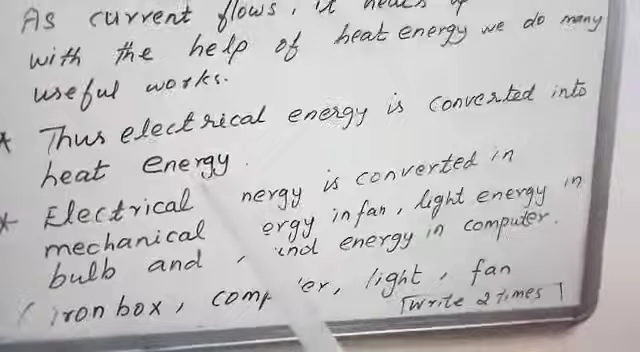 As current flows, it heats up
with the help of heat energy we do many
useful works.
* Thus electrical energy is converted into
heat energy.
* Electrical nergy is converted in
mechanical ergy in fan, light energy in
bulb and , energy in computer.
iron box, comp er, light, fan
[Write 2 times]